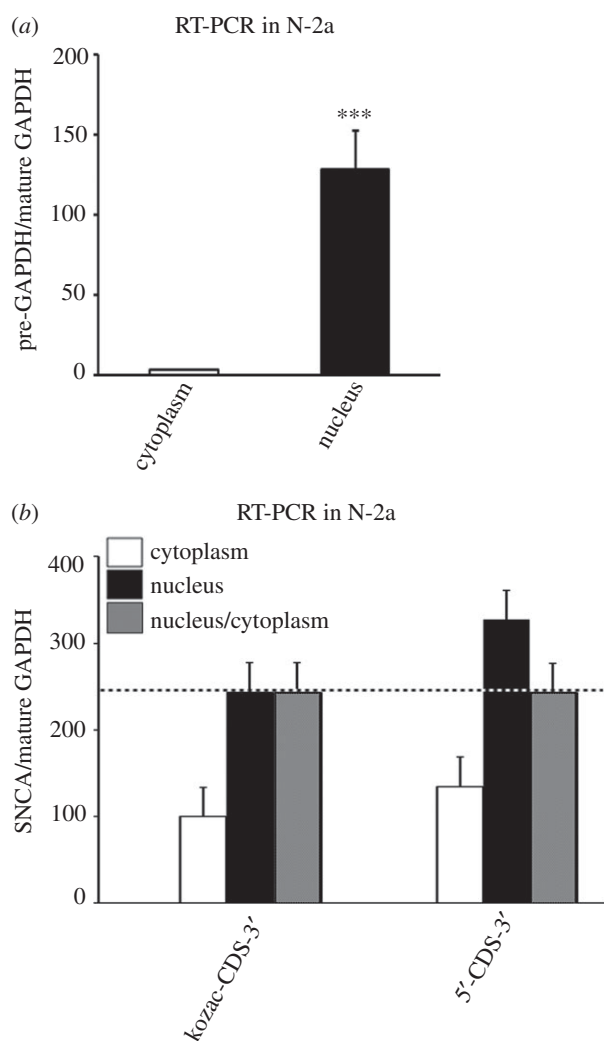 (a) RT-PCR in N-2a
pre-GAPDH/mature GAPDH
200
150
100
50
0
***
cytoplasm
nucleus
(b) RT-PCR in N-2a
SNCA/mature GAPDH
400
300
200
100
0
cytoplasm
nucleus
nucleus/cytoplasm
kozac-CDS-3′
5′-CDS-3′